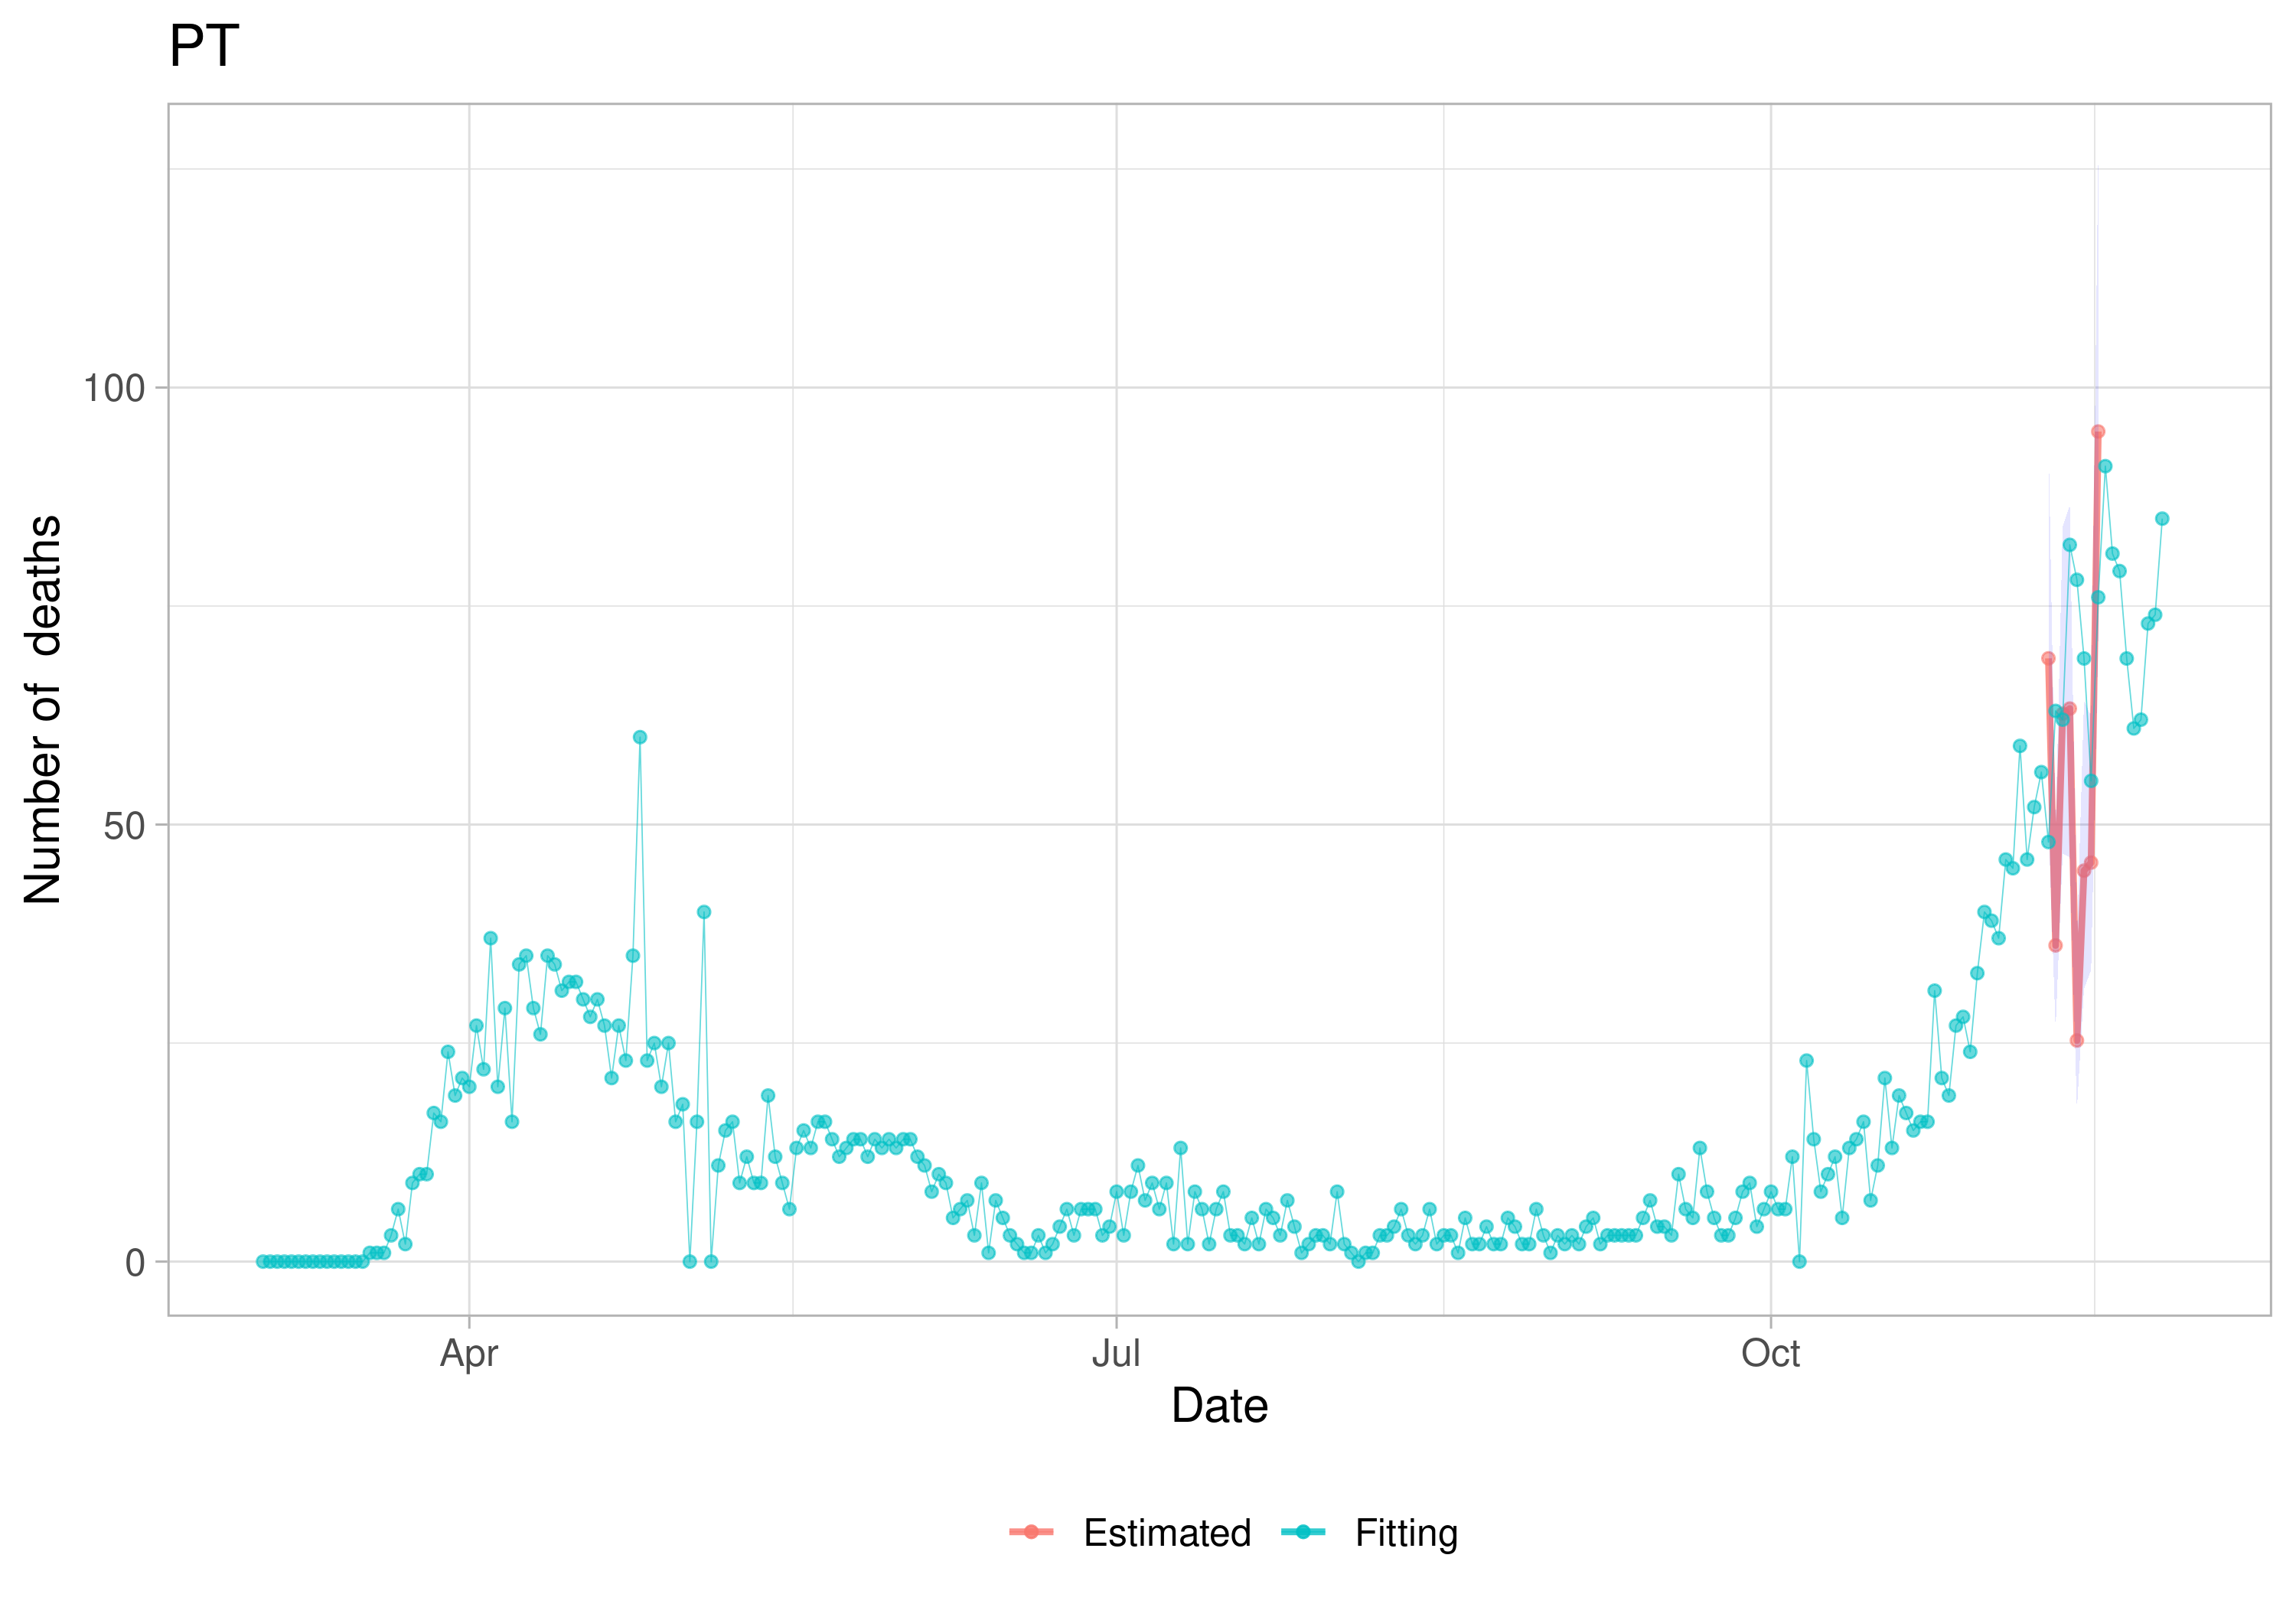 PT
Number of  deaths
100
50
0
Apr
Jul
Oct
Date
Estimated
Fitting